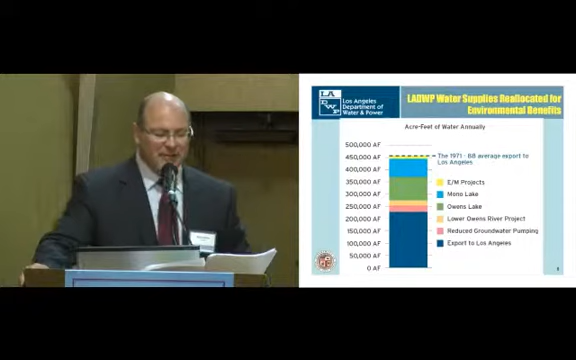 LA
DWP
Los Angeles
Department of
Water & Power
LADWP Water Supplies Reallocated for
Environmental Benefits
Acre-Feet of Water Annually
500,000 AF
450,000 AF
400,000 AF
350,000 AF
300,000 AF
250,000 AF
200,000 AF
150,000 AF
100,000 AF
50,000 AF
0 AF
The 1971 - 88 average export to
Los Angeles
E/M Projects
Mono Lake
Owens Lake
Lower Owens River Project
Reduced Groundwater Pumping
Export to Los Angeles